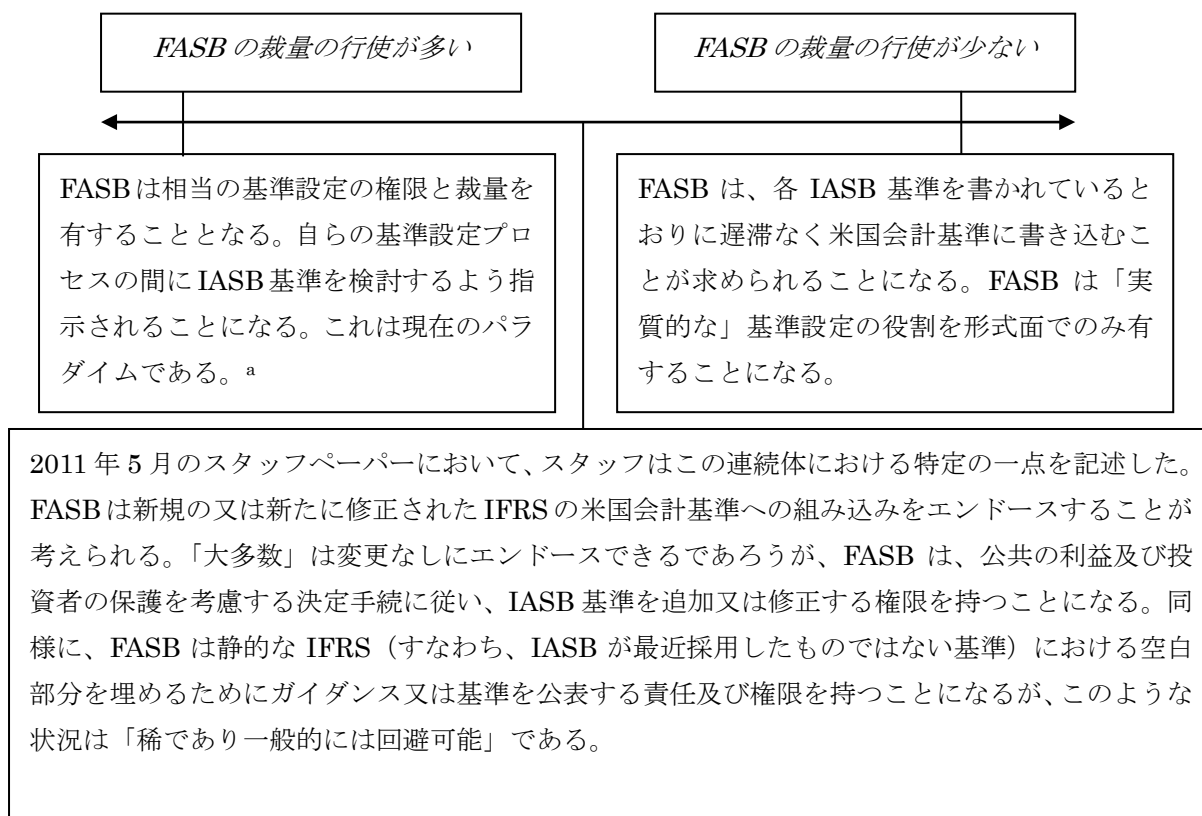 FASB の裁量の行使が多い
FASB の裁量の行使が少ない
FASBは相当の基準設定の権限と裁量を
有することとなる。自らの基準設定プロ
セスの間にIASB基準を検討するよう指
示されることになる。これは現在のパラ
ダイムである。a
FASB は、各 IASB 基準を書かれていると
おりに遅滞なく米国会計基準に書き込むこ
とが求められることになる。FASB は「実
質的な」基準設定の役割を形式面でのみ有
することになる。
2011 年 5 月のスタッフペーパーにおいて、スタッフはこの連続体における特定の一点を記述した。
FASBは新規の又は新たに修正された IFRS の米国会計基準への組み込みをエンドースすることが
考えられる。「大多数」は変更なしにエンドースできるであろうが、FASB は、公共の利益及び投
資者の保護を考慮する決定手続に従い、IASB 基準を追加又は修正する権限を持つことになる。同
様に、FASB は静的な IFRS（すなわち、IASB が最近採用したものではない基準）における空白
部分を埋めるためにガイダンス又は基準を公表する責任及び権限を持つことになるが、このような
状況は「稀であり一般的には回避可能」である。